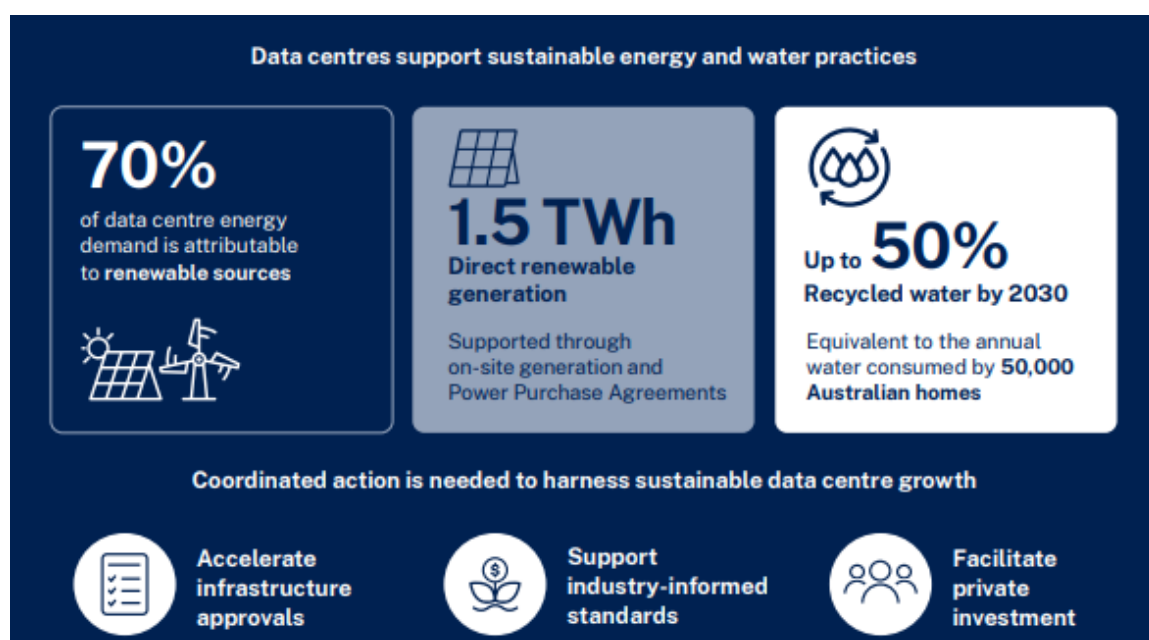 Data centres support sustainable energy and water practices
70%
of data centre energy
demand is attributable
to renewable sources
1.5 TWh
Direct renewable
generation
Supported through
on-site generation and
Power Purchase Agreements
Up to 50%
Recycled water by 2030
Equivalent to the annual
water consumed by 50,000
Australian homes
Coordinated action is needed to harness sustainable data centre growth
Accelerate
infrastructure
approvals
$
Support
industry-informed
standards
Facilitate
private
investment